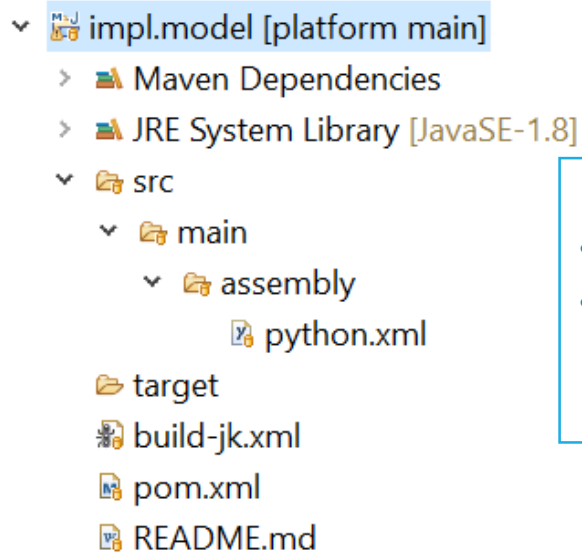 impl.model [platform main]
Maven Dependencies
JRE System Library [JavaSE-1.8]
src
main
assembly
python.xml
target
build-jk.xml
pom.xml
README.md